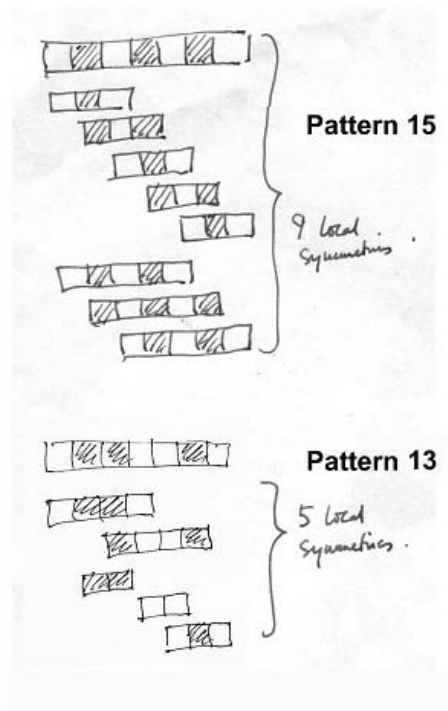 Pattern 15
9 local
symmetries
Pattern 13
5 local
symmetries.